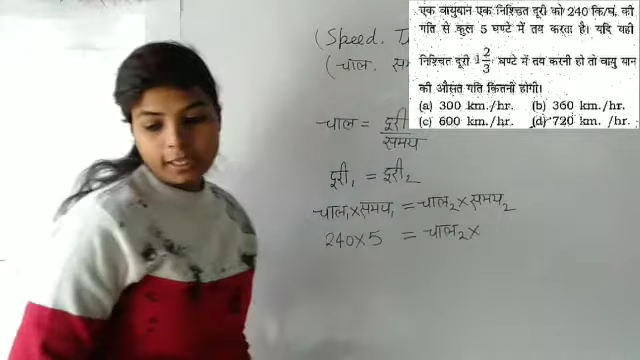 एक वायुयान एक निश्चित दूरी को 240 कि/घं. की
गति से कुल 5 घण्टे में तय करता है। यदि वही
निश्चित दूरी 1 2/3 घण्टे में तय करनी हो तो वायु यान
की औसत गति कितनी होगी।
(a) 300 km./hr. (b) 360 km./hr.
(c) 600 km./hr. (d) 720 km. /hr.
(Speed.
(चाल.
चाल = दूरी/समय
दूरी₁ = दूरी₂
चाल₁×समय₁ = चाल₂×समय₂
240×5 = चाल₂×